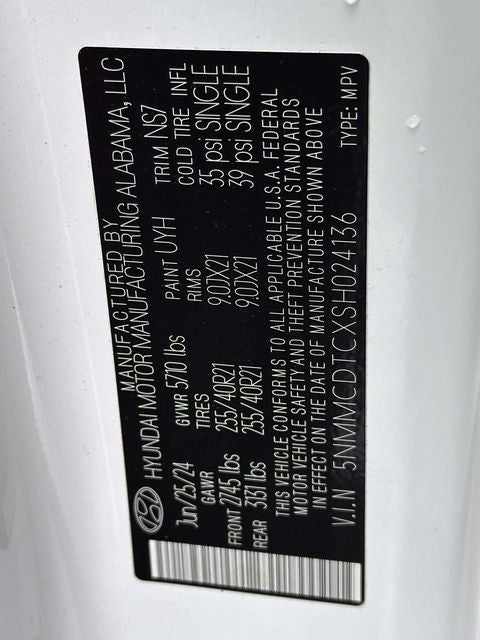 MANUFACTURED BY
HYUNDAI MOTOR MANUFACTURING ALABAMA, LLC
Jun/25/24 GVWR 5710 lbs PAINT UYH TRIM NS7
GAWR TIRES RIMS COLD TIRE INFL
FRONT 2745 lbs 255/40R21 9.0JX21 35 psi SINGLE
REAR 3131 lbs 255/40R21 9.0JX21 39 psi SINGLE
THIS VEHICLE CONFORMS TO ALL APPLICABLE U.S.A. FEDERAL
MOTOR VEHICLE SAFETY AND THEFT PREVENTION STANDARDS
IN EFFECT ON THE DATE OF MANUFACTURE SHOWN ABOVE
V.I.N 5NMMCDTCXSH024136 TYPE: MPV